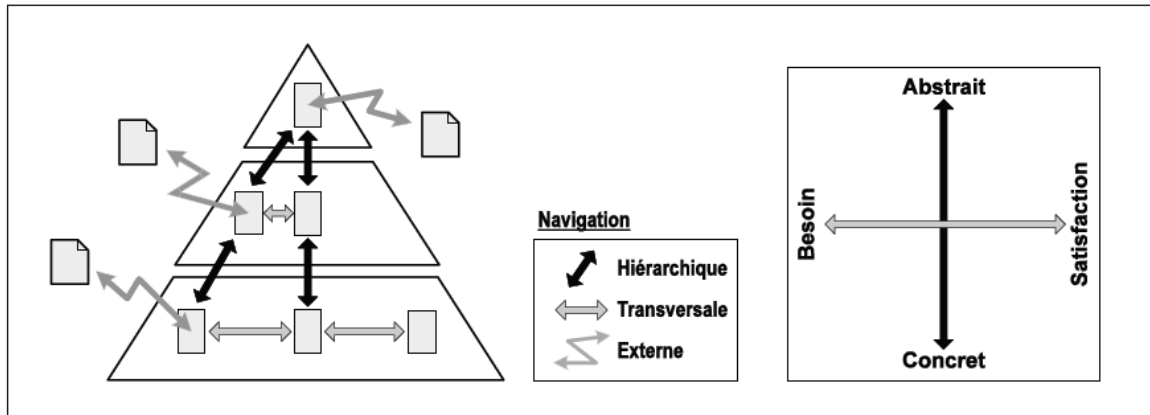 Navigation
Hiérarchique
Transversale
Externe
Abstrait
Besoin
Satisfaction
Concret